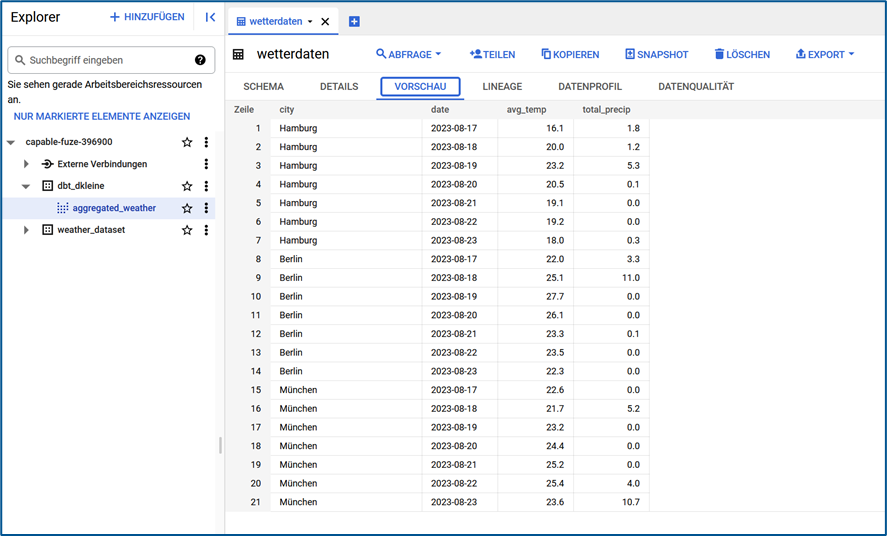 Explorer
+ HINZUFÜGEN
Suchbegriff eingeben
Sie sehen gerade Arbeitsbereichsressourcen
an.
NUR MARKIERTE ELEMENTE ANZEIGEN
capable-fuze-396900
Externe Verbindungen
dbt_dkleine
aggregated_weather
weather_dataset
wetterdaten
wetterdaten
ABFRAGE TEILEN KOPIEREN SNAPSHOT LÖSCHEN EXPORT
SCHEMA DETAILS VORSCHAU LINEAGE DATENPROFIL DATENQUALITÄT
Zeile city date avg_temp total_precip
1 Hamburg 2023-08-17 16.1 1.8
2 Hamburg 2023-08-18 20.0 1.2
3 Hamburg 2023-08-19 23.2 5.3
4 Hamburg 2023-08-20 20.5 0.1
5 Hamburg 2023-08-21 19.1 0.0
6 Hamburg 2023-08-22 19.2 0.0
7 Hamburg 2023-08-23 18.0 0.3
8 Berlin 2023-08-17 22.0 3.3
9 Berlin 2023-08-18 25.1 11.0
10 Berlin 2023-08-19 27.7 0.0
11 Berlin 2023-08-20 26.1 0.0
12 Berlin 2023-08-21 23.3 0.1
13 Berlin 2023-08-22 23.5 0.0
14 Berlin 2023-08-23 22.3 0.0
15 München 2023-08-17 22.6 0.0
16 München 2023-08-18 21.7 5.2
17 München 2023-08-19 23.2 0.0
18 München 2023-08-20 24.4 0.0
19 München 2023-08-21 25.2 0.0
20 München 2023-08-22 25.4 4.0
21 München 2023-08-23 23.6 10.7